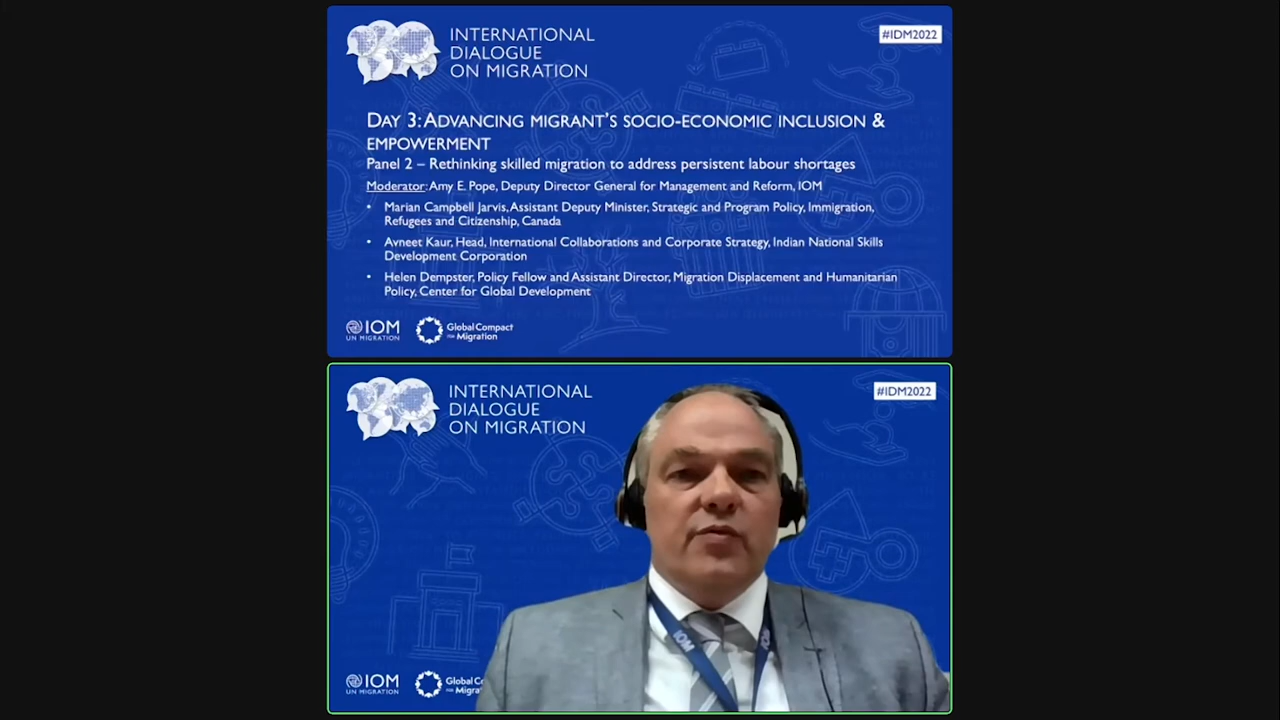 INTERNATIONAL
DIALOGUE
ON MIGRATION
#IDM2022
DAY 3: ADVANCING MIGRANT'S SOCIO-ECONOMIC INCLUSION &
EMPOWERMENT
Panel 2 – Rethinking skilled migration to address persistent labour shortages
Moderator: Amy E. Pope, Deputy Director General for Management and Reform, IOM
• Marian Campbell Jarvis, Assistant Deputy Minister, Strategic and Program Policy, Immigration,
Refugees and Citizenship, Canada
• Avneet Kaur, Head, International Collaborations and Corporate Strategy, Indian National Skills
Development Corporation
• Helen Dempster, Policy Fellow and Assistant Director, Migration Displacement and Humanitarian
Policy, Center for Global Development
IOM
UN MIGRATION
Global Compact
FOR Migration
INTERNATIONAL
DIALOGUE
ON MIGRATION
#IDM2022
IOM
IOM
UN MIGRATION
Global C
FOR Migra